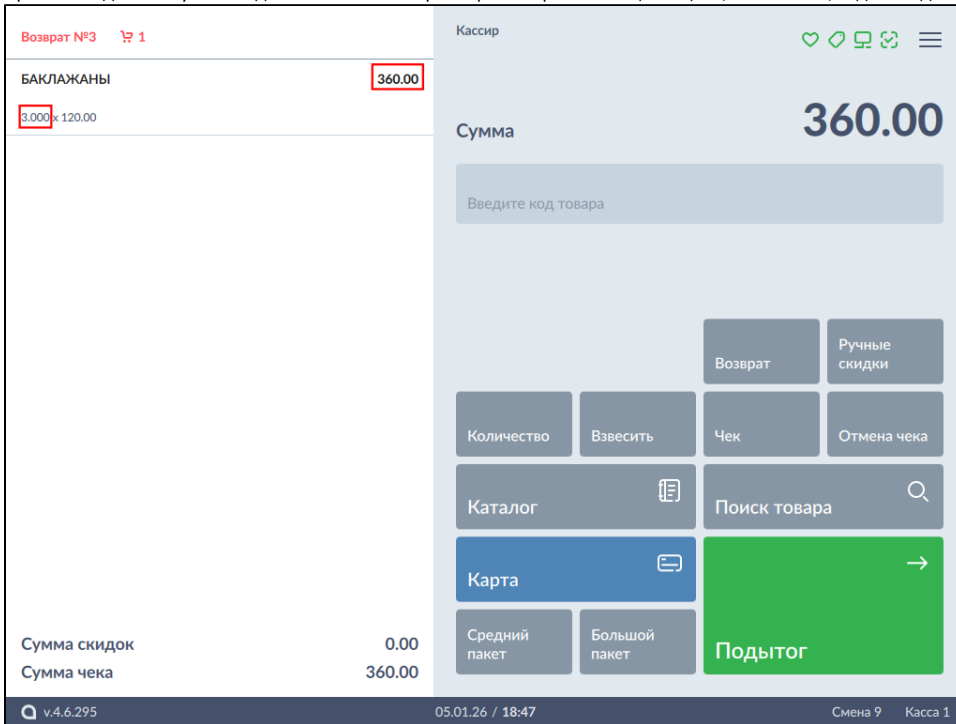 Возврат №3 1
БАКЛАЖАНЫ 360.00
3.000 x 120.00
Сумма скидок 0.00
Сумма чека 360.00
Кассир
Сумма 360.00
Введите код товара
Возврат
Ручные
скидки
Количество
Взвесить
Чек
Отмена чека
Каталог
Поиск товара
Карта
Средний
пакет
Большой
пакет
Подытог
v.4.6.295 05.01.26 / 18:47 Смена 9 Касса 1